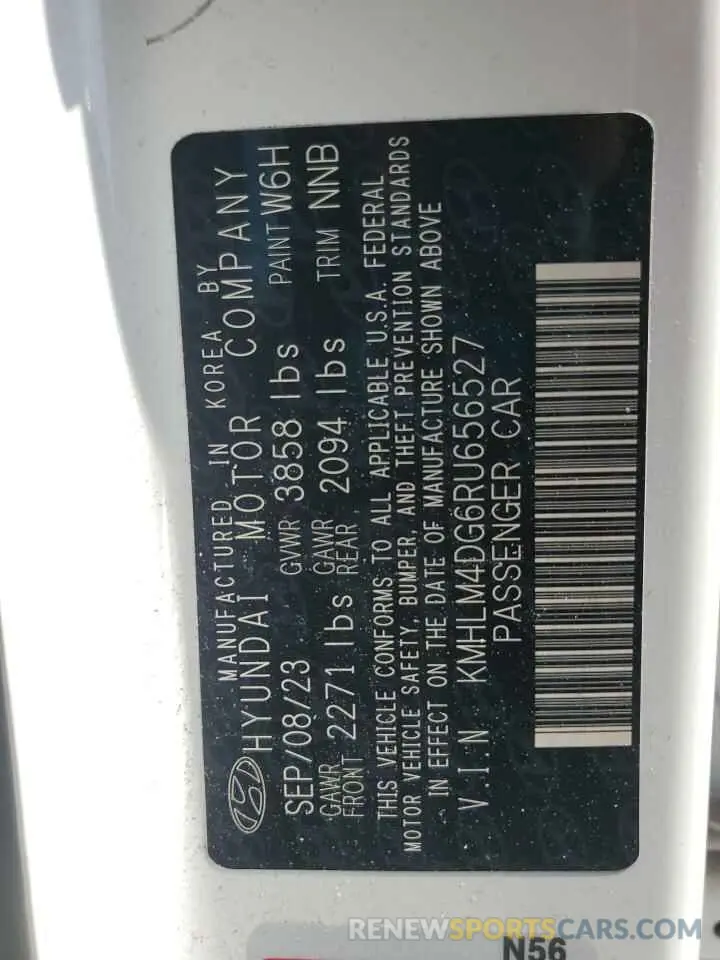 MANUFACTURED IN KOREA BY
HYUNDAI MOTOR COMPANY
SEP/08/23 GVWR 3858 lbs PAINT W6H
GAWR FRONT 2271 lbs GAWR REAR 2094 lbs TRIM NNB
THIS VEHICLE CONFORMS TO ALL APPLICABLE U.S.A. FEDERAL
MOTOR VEHICLE SAFETY, BUMPER, AND THEFT PREVENTION STANDARDS
IN EFFECT ON THE DATE OF MANUFACTURE SHOWN ABOVE
V.I N KMHLM4DG6RU656527
PASSENGER CAR
N56
RENEWSPORTSCARS.COM